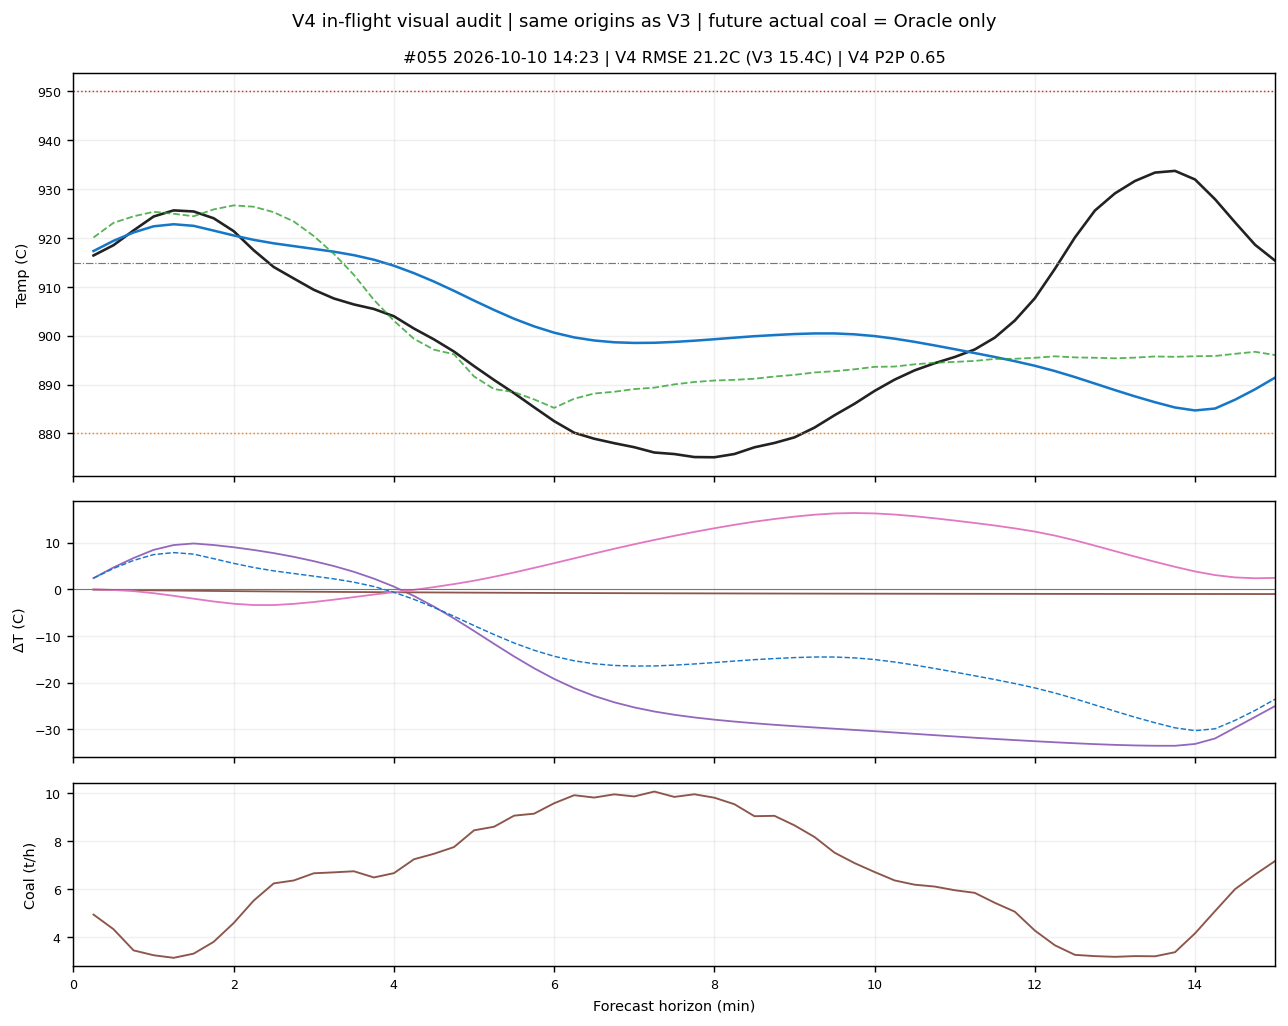 V4 in-flight visual audit | same origins as V3 | future actual coal = Oracle only
#055 2026-10-10 14:23 | V4 RMSE 21.2C (V3 15.4C) | V4 P2P 0.65
950
940
930
920
910
900
890
880
Temp (C)
10
0
−10
−20
−30
ΔT (C)
10
8
6
4
Coal (t/h)
0 2 4 6 8 10 12 14
Forecast horizon (min)